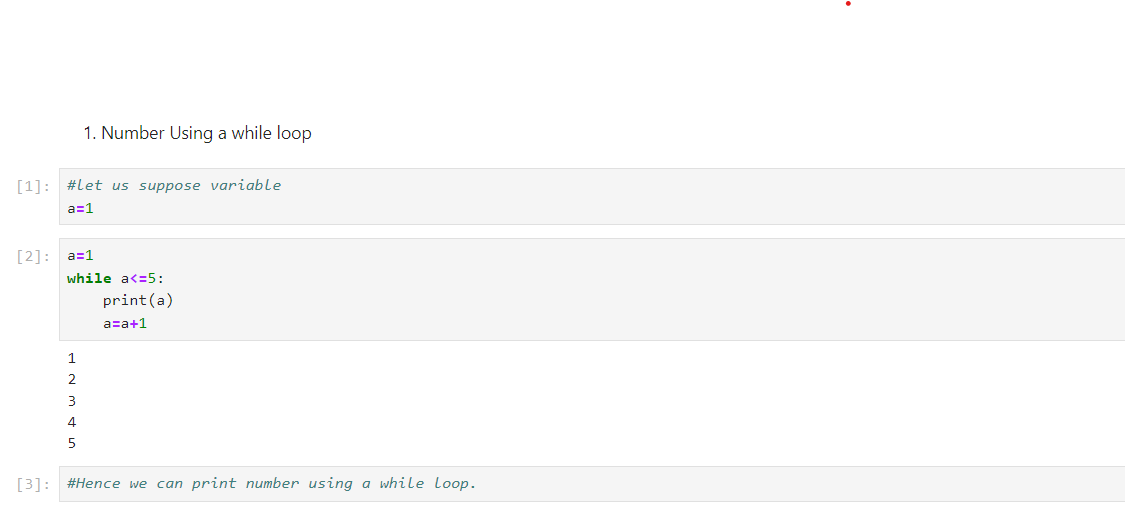 1. Number Using a while loop
[1]: #let us suppose variable
a=1
[2]: a=1
while a<=5:
    print(a)
    a=a+1
1
2
3
4
5
[3]: #Hence we can print number using a while loop.